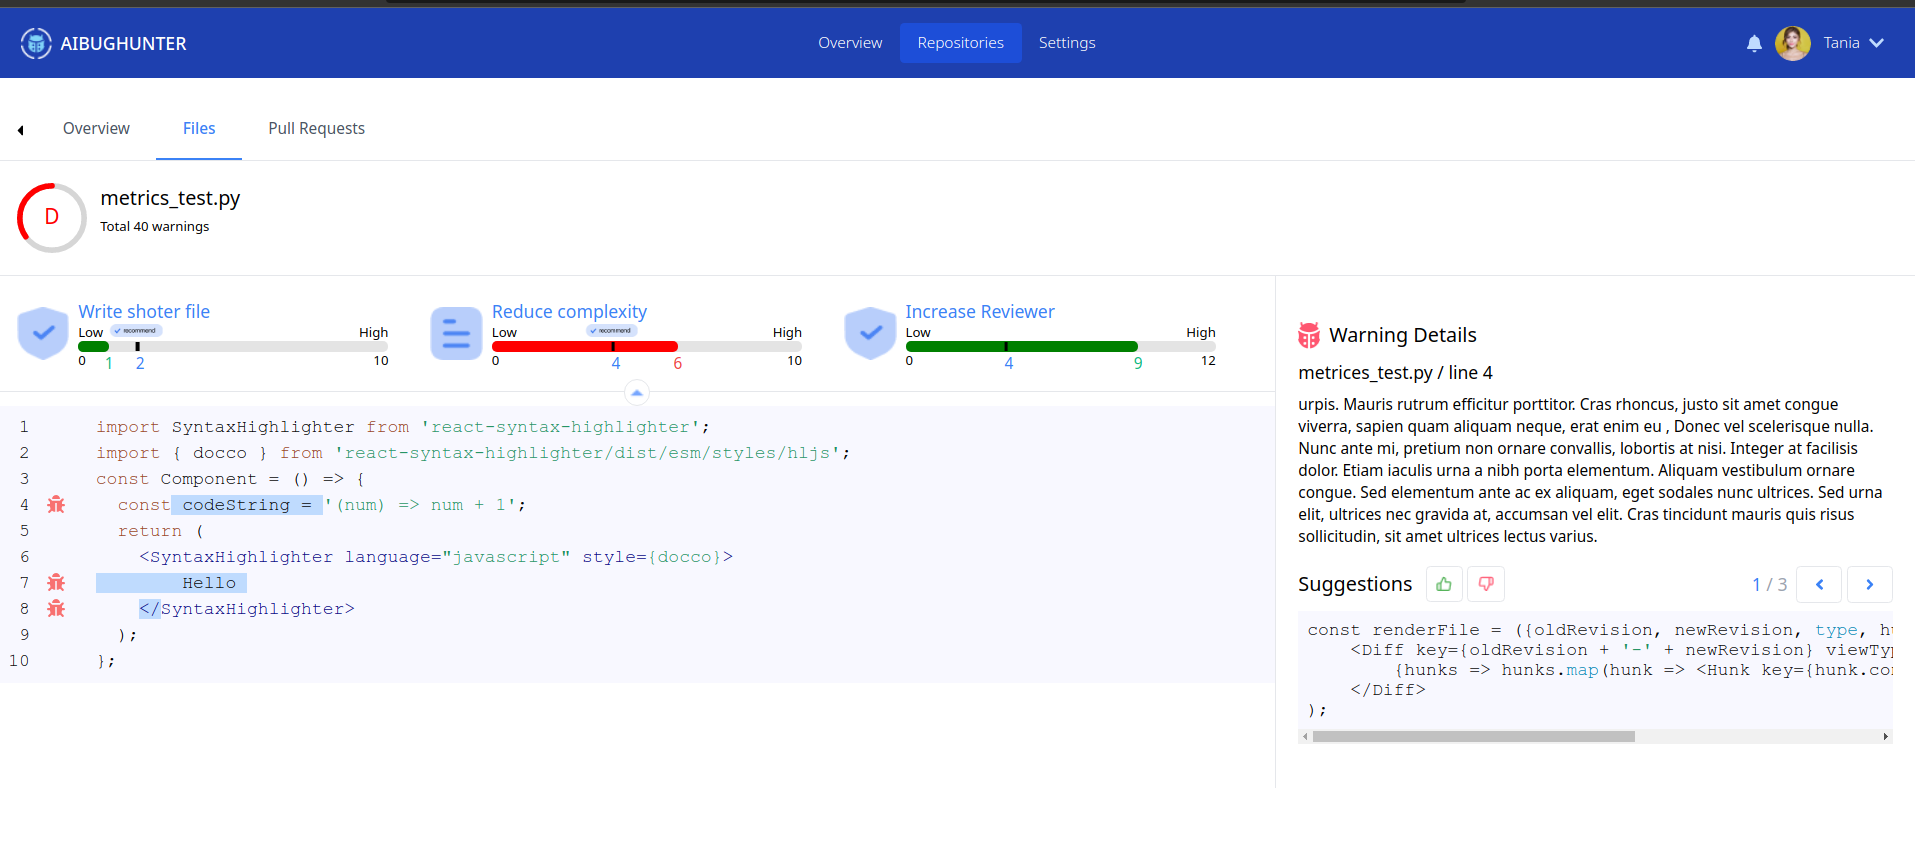 AIBUGHUNTER
Overview Repositories Settings
Tania
Overview Files Pull Requests
D
metrics_test.py
Total 40 warnings
Write shoter file
Low recommend High
0 1 2 10
Reduce complexity
Low recommend High
0 4 6 10
Increase Reviewer
Low High
0 4 9 12
1 import SyntaxHighlighter from 'react-syntax-highlighter';
2 import { docco } from 'react-syntax-highlighter/dist/esm/styles/hljs';
3 const Component = () => {
4 const codeString = '(num) => num + 1';
5 return (
6 <SyntaxHighlighter language="javascript" style={docco}>
7 Hello
8 </SyntaxHighlighter>
9 );
10 };
Warning Details
metrices_test.py / line 4
urpis. Mauris rutrum efficitur porttitor. Cras rhoncus, justo sit amet congue
viverra, sapien quam aliquam neque, erat enim eu , Donec vel scelerisque nulla.
Nunc ante mi, pretium non ornare convallis, lobortis at nisi. Integer at facilisis
dolor. Etiam iaculis urna a nibh porta elementum. Aliquam vestibulum ornare
congue. Sed elementum ante ac ex aliquam, eget sodales nunc ultrices. Sed urna
elit, ultrices nec gravida at, accumsan vel elit. Cras tincidunt mauris quis risus
sollicitudin, sit amet ultrices lectus varius.
Suggestions 1 / 3
const renderFile = ({oldRevision, newRevision, type, hu
<Diff key={oldRevision + '-' + newRevision} viewTyp
{hunks => hunks.map(hunk => <Hunk key={hunk.con
</Diff>
);